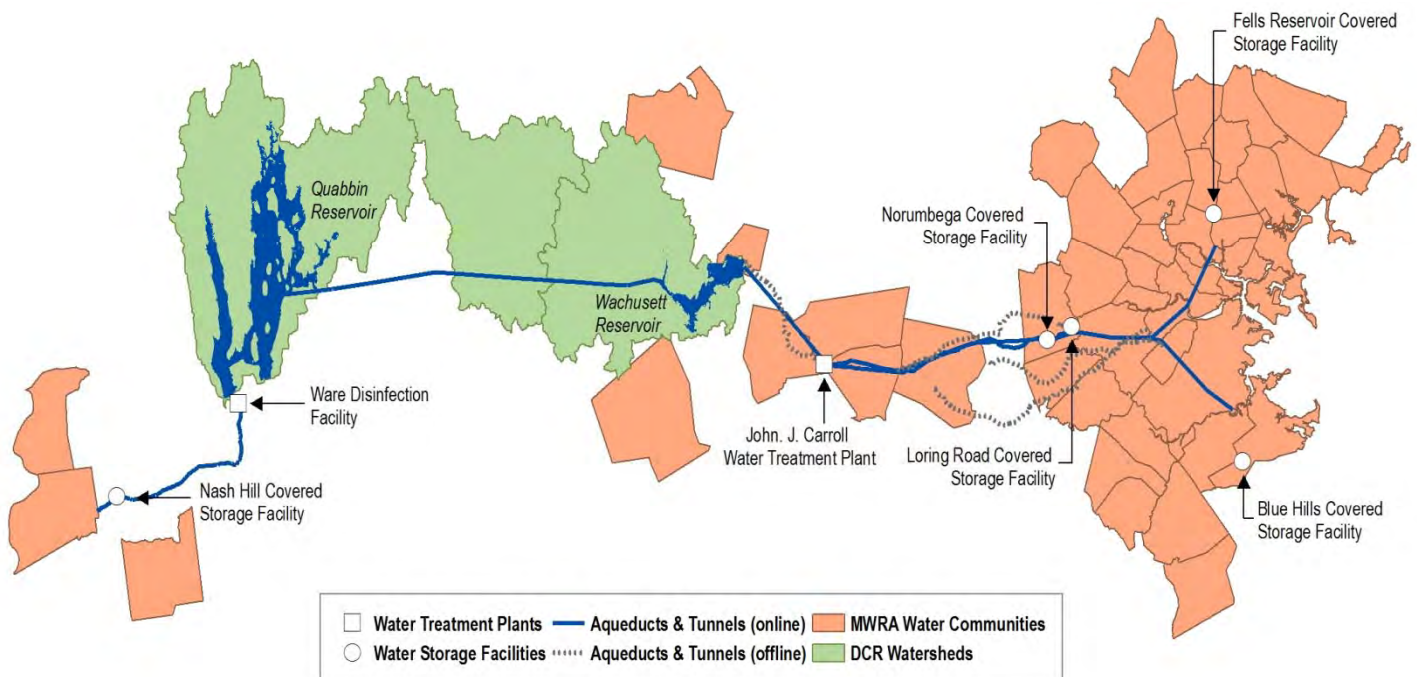 Fells Reservoir Covered
Storage Facility
Quabbin
Reservoir
Norumbega Covered
Storage Facility
Wachusett
Reservoir
Ware Disinfection
Facility
John. J. Carroll
Water Treatment Plant
Loring Road Covered
Storage Facility
Nash Hill Covered
Storage Facility
Blue Hills Covered
Storage Facility
Water Treatment Plants
Aqueducts & Tunnels (online)
MWRA Water Communities
Water Storage Facilities
Aqueducts & Tunnels (offline)
DCR Watersheds